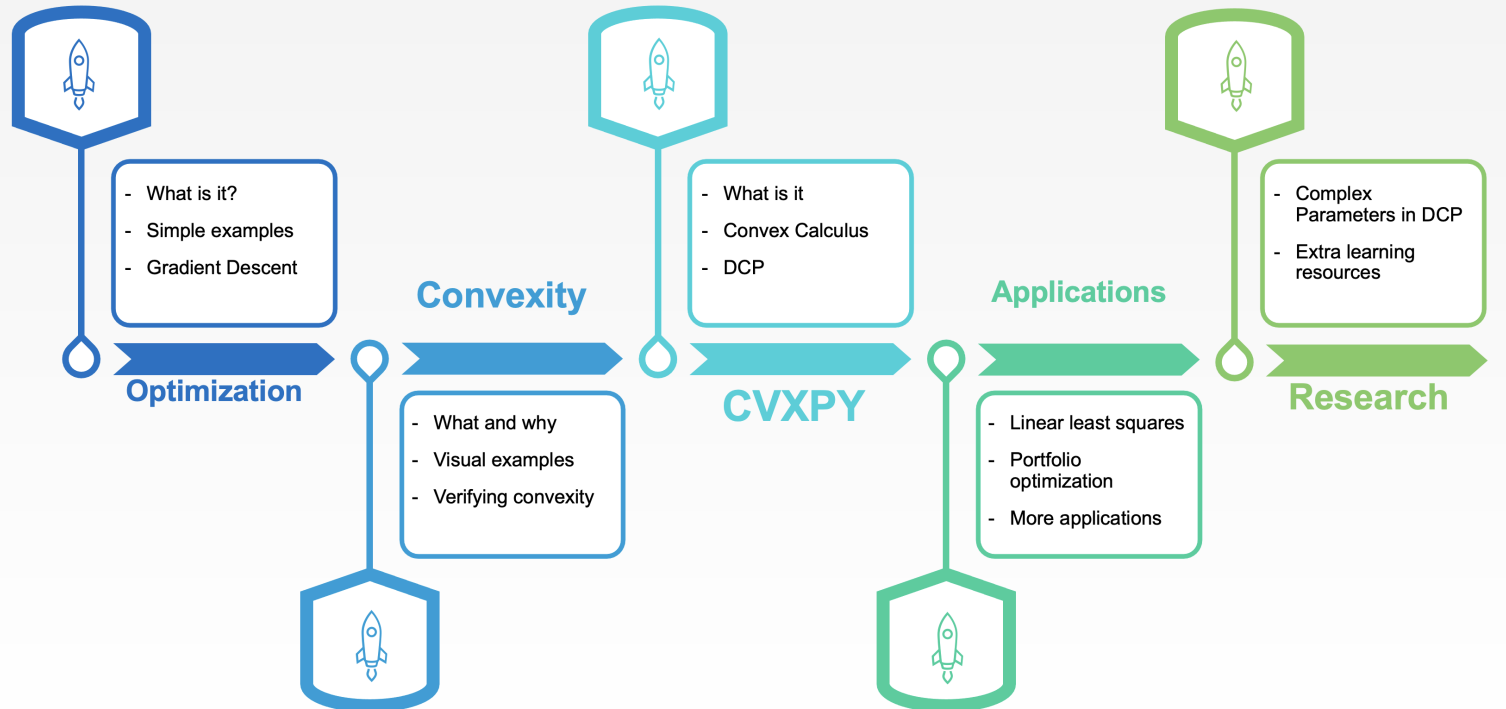 - What is it?
- Simple examples
- Gradient Descent
Optimization
Convexity
- What and why
- Visual examples
- Verifying convexity
- What is it
- Convex Calculus
- DCP
CVXPY
Applications
- Linear least squares
- Portfolio
optimization
- More applications
- Complex
Parameters in DCP
- Extra learning
resources
Research